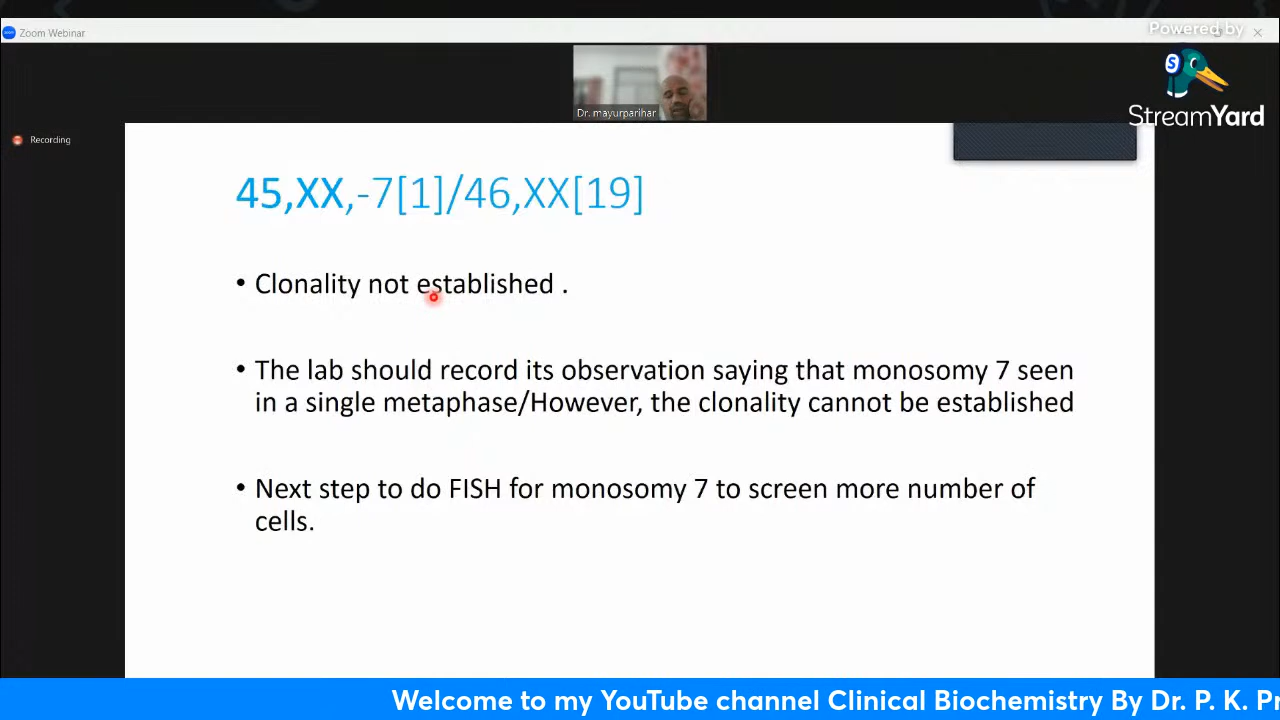 Zoom Webinar
Powered by
StreamYard
Dr. mayurparihar
Recording
45,XX,-7[1]/46,XX[19]
• Clonality not established .
• The lab should record its observation saying that monosomy 7 seen
in a single metaphase/However, the clonality cannot be established
• Next step to do FISH for monosomy 7 to screen more number of
cells.
Welcome to my YouTube channel Clinical Biochemistry By Dr. P. K.